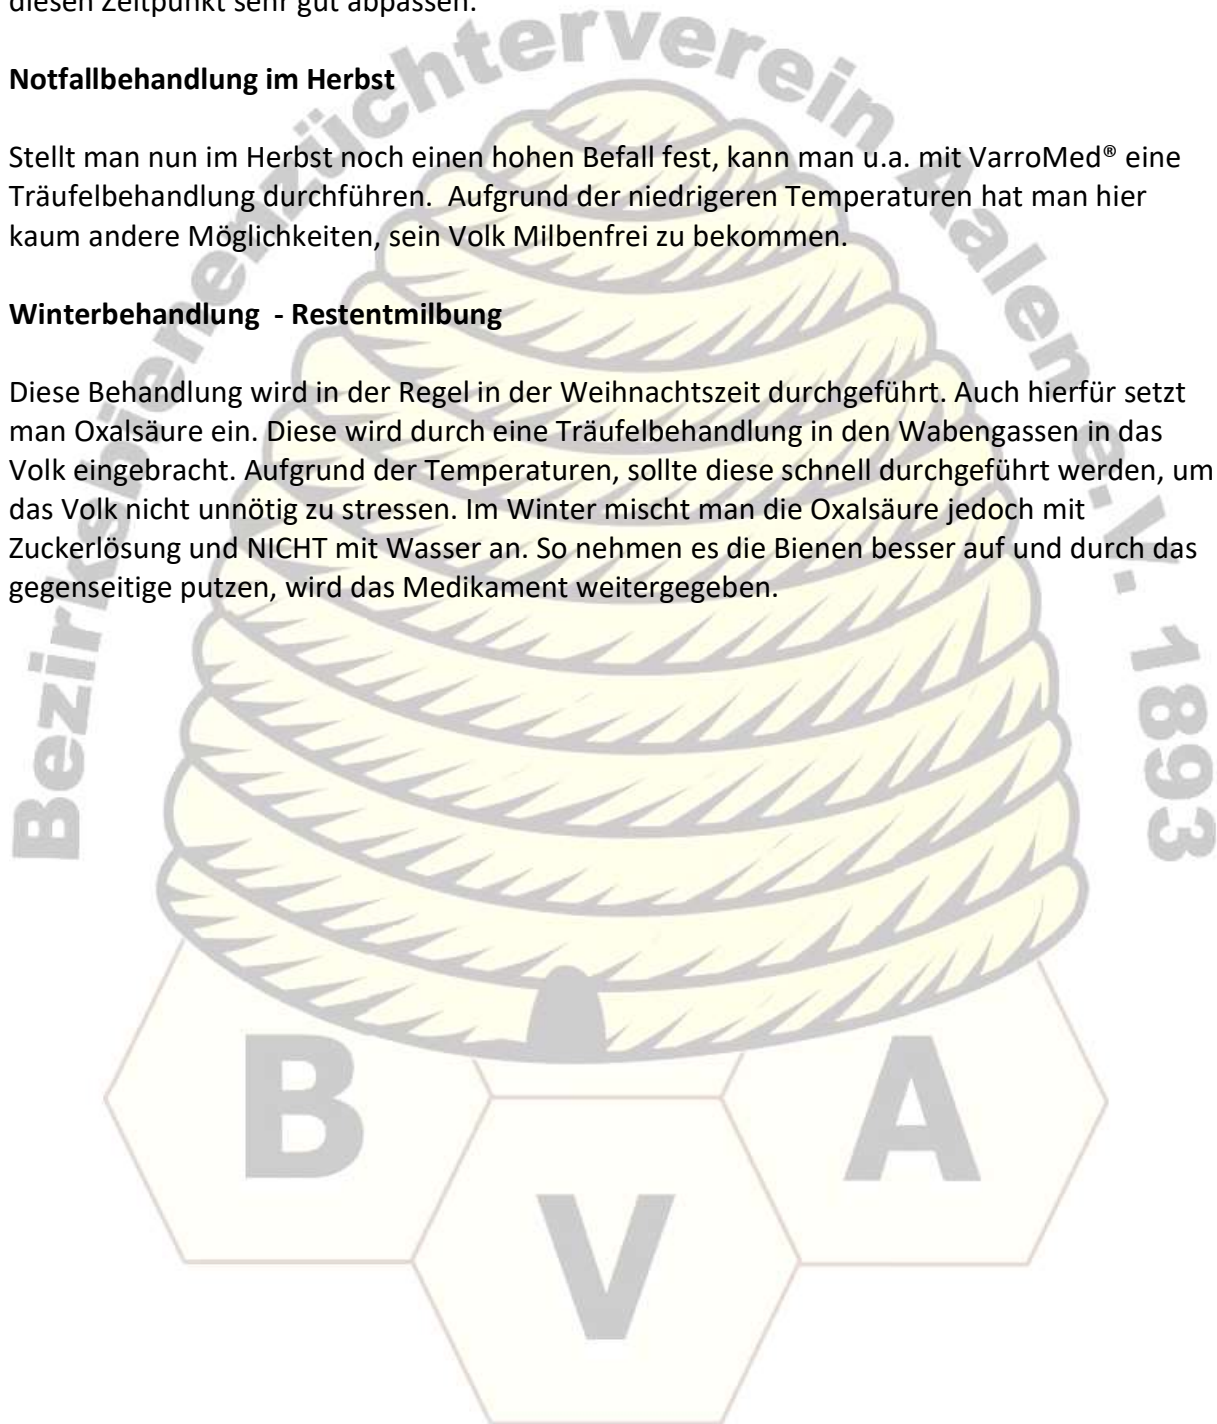 diesen Zeitpunkt sehr gut abpassen.
Notfallbehandlung im Herbst
Stellt man nun im Herbst noch einen hohen Befall fest, kann man u.a. mit VarroMed® eine
Träufelbehandlung durchführen.  Aufgrund der niedrigeren Temperaturen hat man hier
kaum andere Möglichkeiten, sein Volk Milbenfrei zu bekommen.
Winterbehandlung  - Restentmilbung
Diese Behandlung wird in der Regel in der Weihnachtszeit durchgeführt. Auch hierfür setzt
man Oxalsäure ein. Diese wird durch eine Träufelbehandlung in den Wabengassen in das
Volk eingebracht. Aufgrund der Temperaturen, sollte diese schnell durchgeführt werden, um
das Volk nicht unnötig zu stressen. Im Winter mischt man die Oxalsäure jedoch mit
Zuckerlösung und NICHT mit Wasser an. So nehmen es die Bienen besser auf und durch das
gegenseitige putzen, wird das Medikament weitergegeben.
Bezirksbienenzüchterverein Aalen e.V. 1893
B
V
A